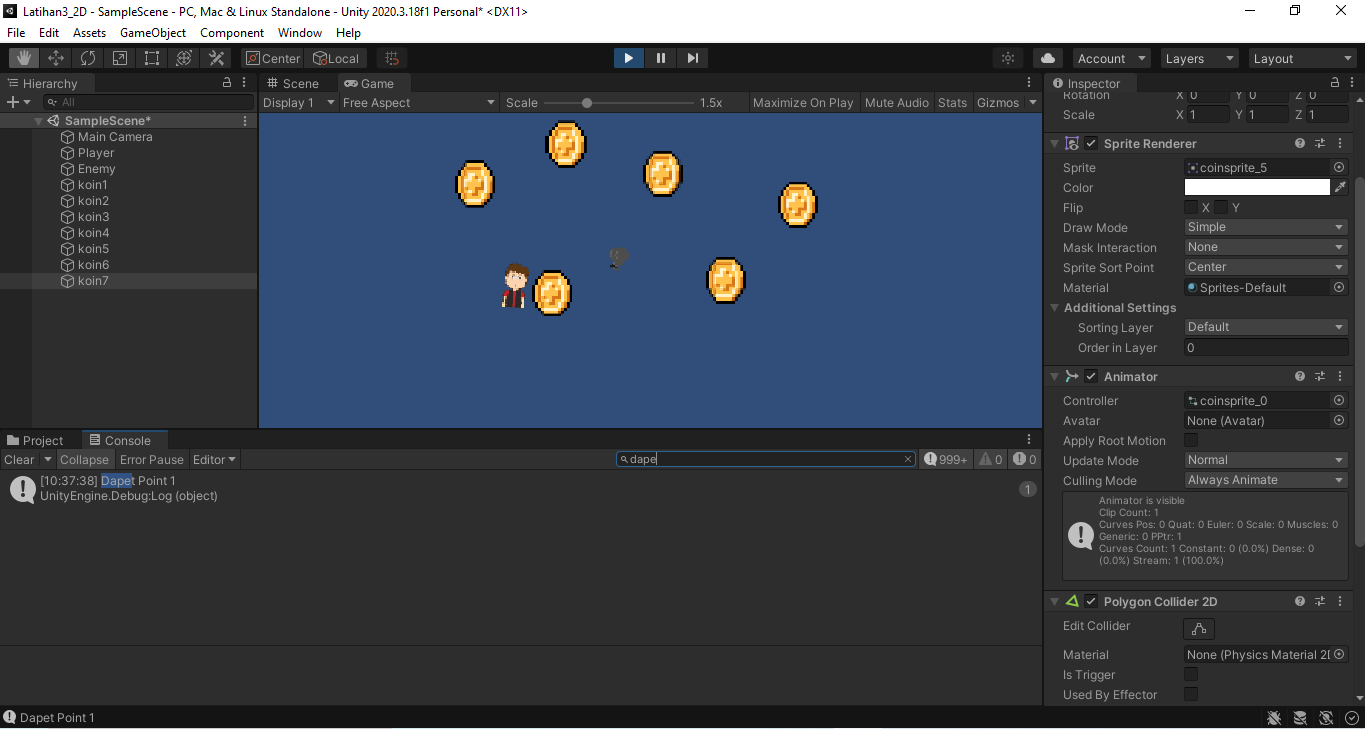 Latihan3_2D - SampleScene - PC, Mac & Linux Standalone - Unity 2020.3.18f1 Personal* <DX11>
File Edit Assets GameObject Component Window Help
Center Local Account Layers Layout
Hierarchy
All
SampleScene*
Main Camera
Player
Enemy
koin1
koin2
koin3
koin4
koin5
koin6
koin7
Scene Game
Display 1 Free Aspect Scale 1.5x Maximize On Play Mute Audio Stats Gizmos
Project Console
Clear Collapse Error Pause Editor dape 999+ 0 0
[10:37:38] Dapet Point 1
UnityEngine.Debug:Log (object)
1
Dapet Point 1
Inspector
Rotation X 0 Y 0 Z 0
Scale X 1 Y 1 Z 1
Sprite Renderer
Sprite coinsprite_5
Color
Flip X Y
Draw Mode Simple
Mask Interaction None
Sprite Sort Point Center
Material Sprites-Default
Additional Settings
Sorting Layer Default
Order in Layer 0
Animator
Controller coinsprite_0
Avatar None (Avatar)
Apply Root Motion
Update Mode Normal
Culling Mode Always Animate
Animator is visible
Clip Count: 1
Curves Pos: 0 Quat: 0 Euler: 0 Scale: 0 Muscles: 0
Generic: 0 PPtr: 1
Curves Count: 1 Constant: 0 (0.0%) Dense: 0
(0.0%) Stream: 1 (100.0%)
Polygon Collider 2D
Edit Collider
Material None (Physics Material 2D
Is Trigger
Used By Effector